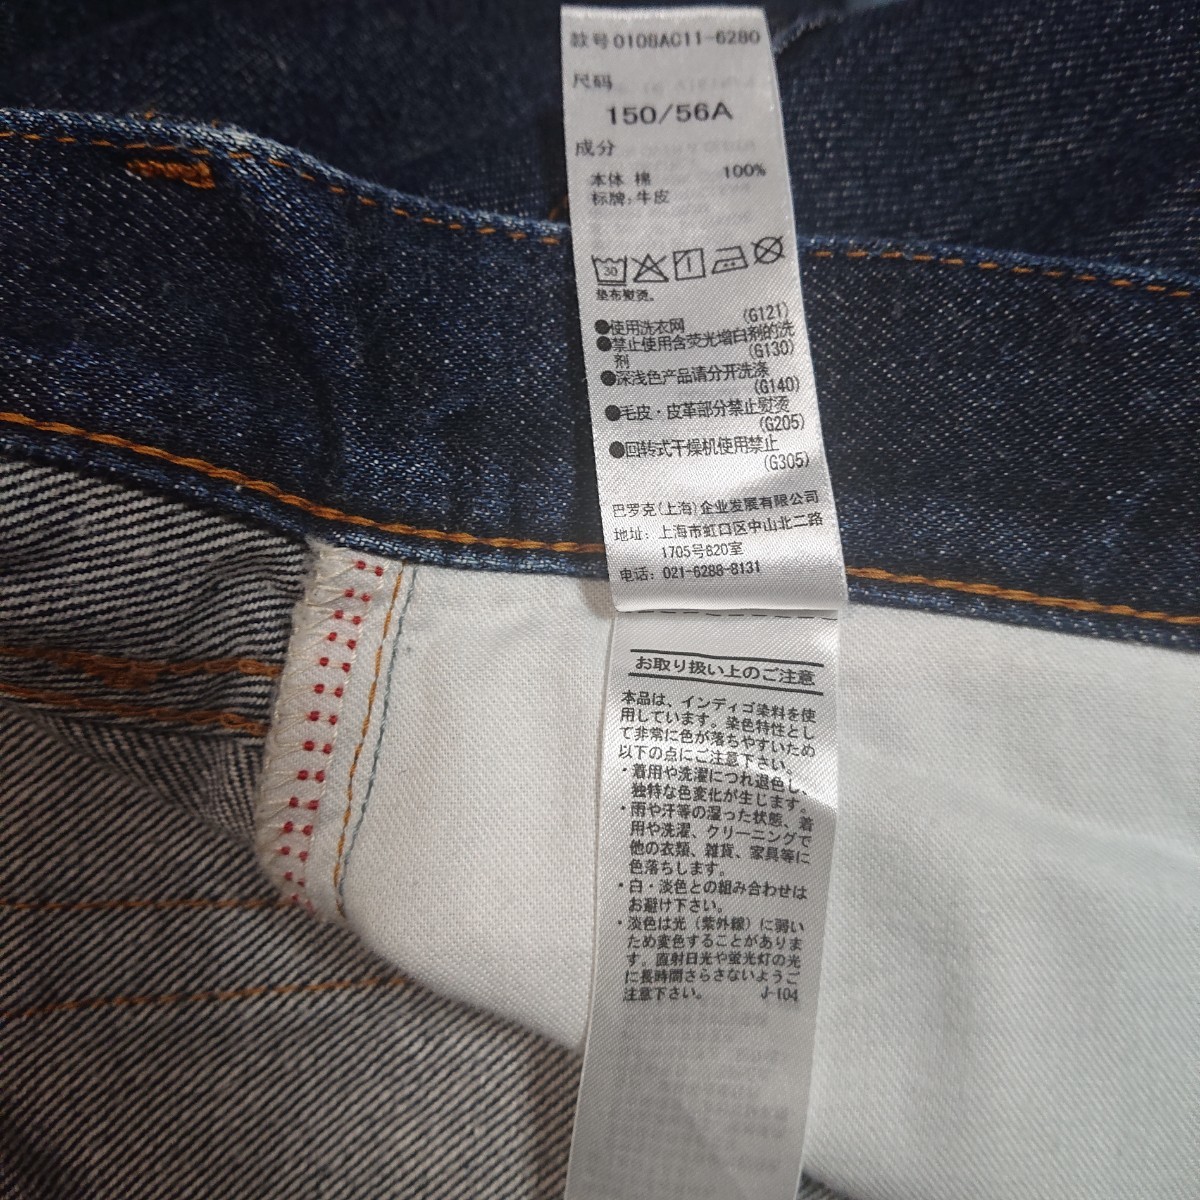 款号0108AC11-6280
尺码
150/56A
成分
本体 棉 100%
标牌:牛皮
30
垫布熨烫。
●使用洗衣网
(G121)
●禁止使用含荧光增白剂的洗
剂 (G130)
●深浅色产品请分开洗涤
(G140)
●毛皮・皮革部分禁止熨烫
(G205)
●回转式干燥机使用禁止
(G305)
巴罗克(上海)企业发展有限公司
地址: 上海市虹口区中山北二路
1705号820室
电话: 021-6288-8131
お取り扱い上のご注意
本品は、インディゴ染料を使
用しています。染色特性とし
て非常に色が落ちやすいため
以下の点にご注意下さい。
・着用や洗濯につれ退色し、
独特な色変化が生じます。
・雨や汗等の湿った状態、着
用や洗濯、クリーニングで
他の衣類、雑貨、家具等に
色落ちします。
・白・淡色との組み合わせは
お避け下さい。
・淡色は光（紫外線）に弱い
ため変色することがありま
す。直射日光や蛍光灯の光
に長時間さらさないようご
注意下さい。 J-104